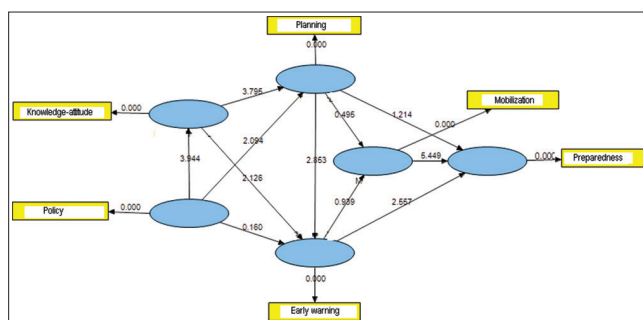 Planning
0.000
Mobilization
Knowledge-attitude
0.000
3.795
0.495
1.214
0.000
2.094
Preparedness
0.000
5.449
3.944
2.126
2.853
Policy
0.000
0.160
0.939
2.557
0.000
Early warning